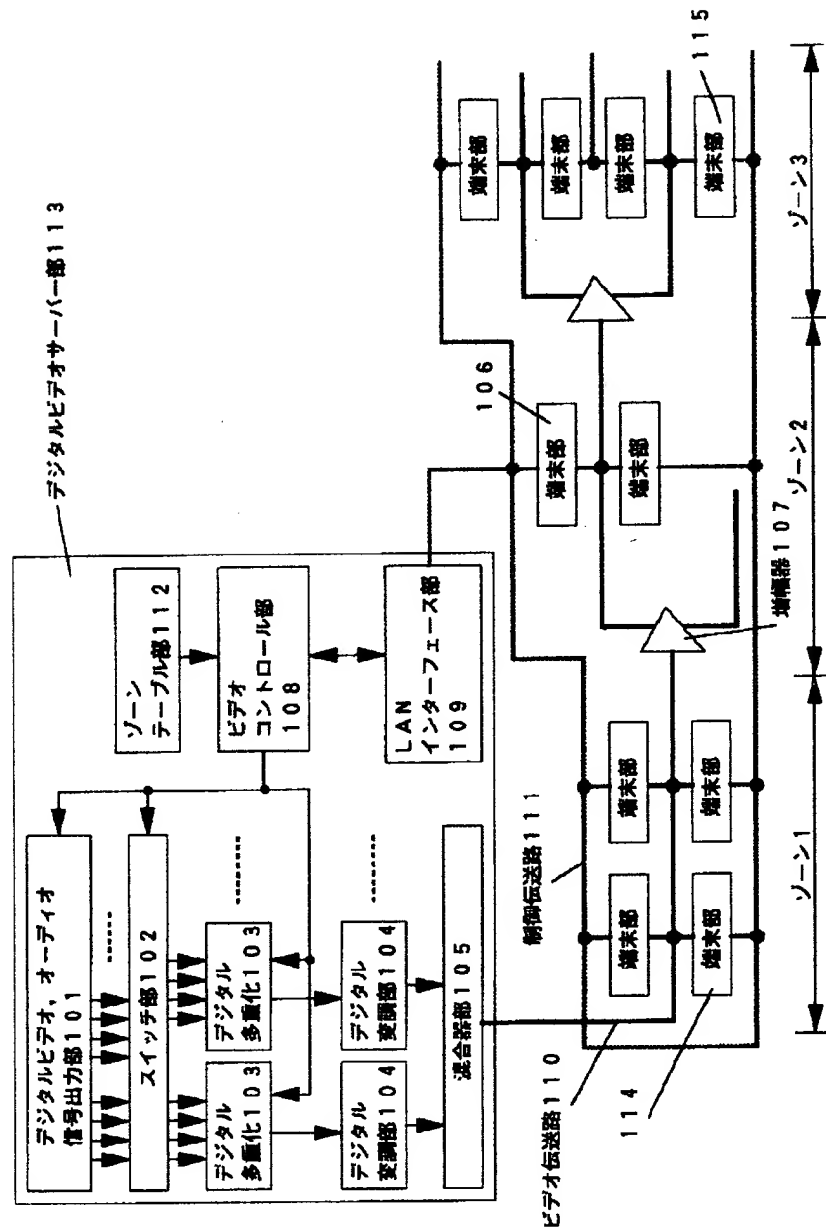 デジタルビデオサーバー部113
デジタルビデオ、オーディオ
信号出力部101
スイッチ部102
デジタル
多重化103
デジタル
多重化103
デジタル
変調部104
デジタル
変調部104
混合器部105
ゾーン
テーブル部112
ビデオ
コントロール部
108
LAN
インターフェース部
109
ビデオ伝送路110
制御伝送路111
114
端末部
端末部
端末部
端末部
増幅器107
106
端末部
端末部
端末部
端末部
端末部
端末部
115
ゾーン1
ゾーン2
ゾーン3